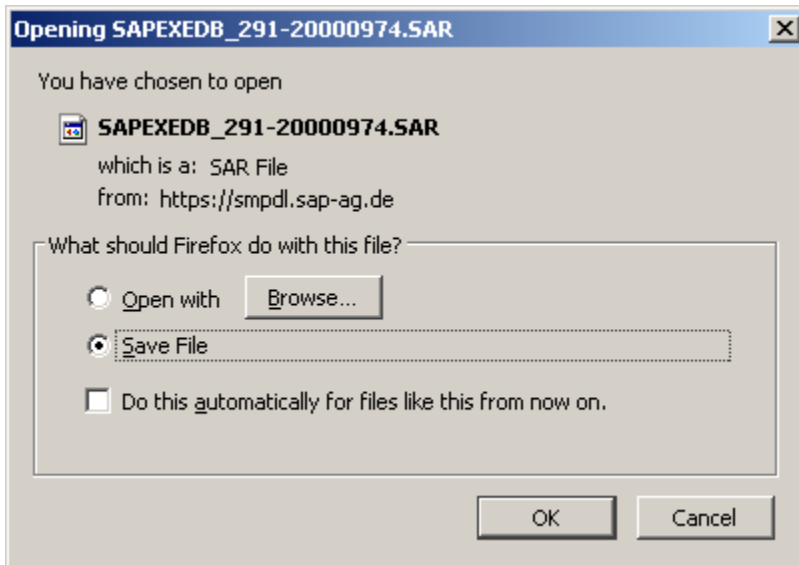 Opening SAPEXEDB_291-20000974.SAR
You have chosen to open
SAPEXEDB_291-20000974.SAR
which is a: SAR File
from: https://smpdl.sap-ag.de
What should Firefox do with this file?
Open with Browse...
Save File
Do this automatically for files like this from now on.
OK Cancel